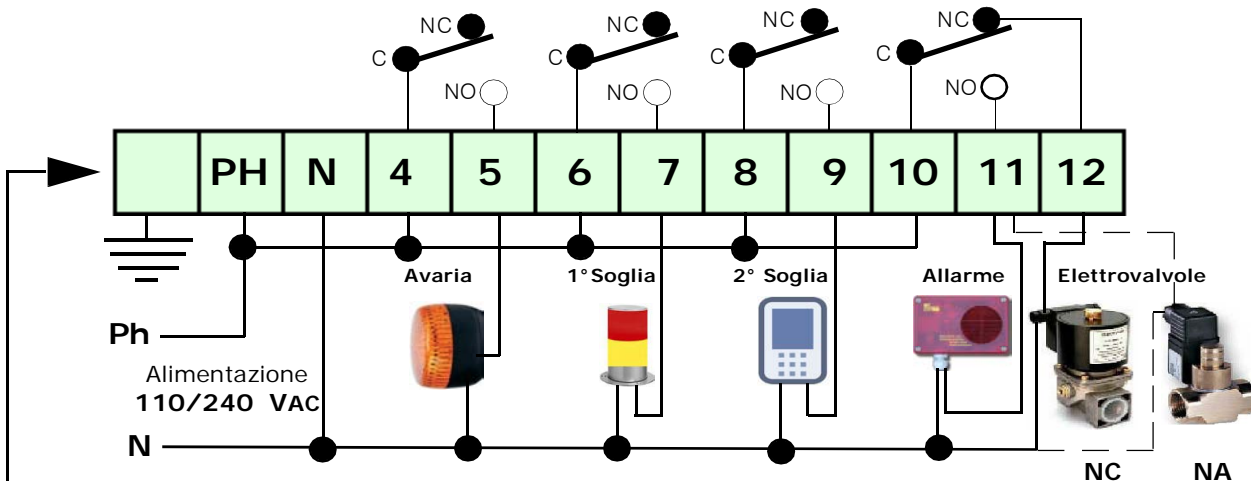 NC NC NC NC
C C C C
NO NO NO NO
PH N 4 5 6 7 8 9 10 11 12
Avaria 1°Soglia 2° Soglia Allarme Elettrovalvole
Ph
Alimentazione
110/240 VAC
N
NC NA